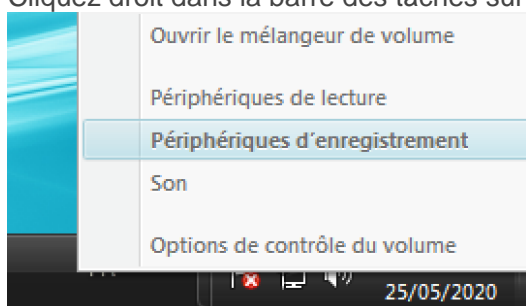 Cliquez droit dans la barre des tâches sur
Ouvrir le mélangeur de volume
Périphériques de lecture
Périphériques d'enregistrement
Son
Options de contrôle du volume
25/05/2020